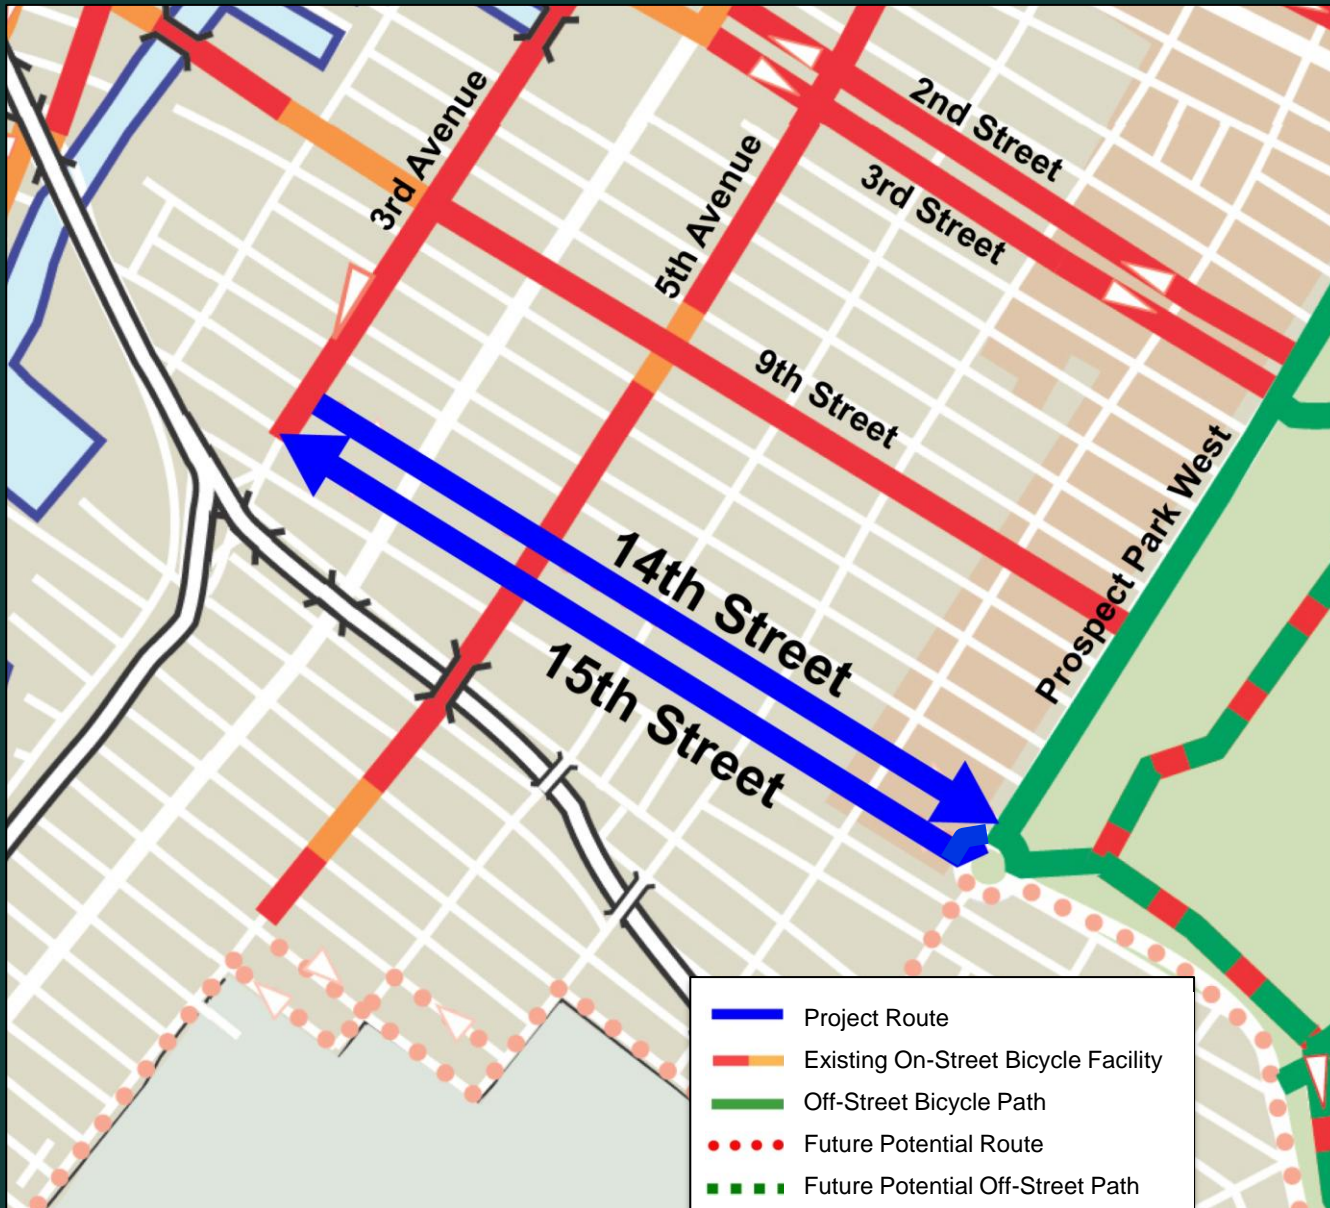 3rd Avenue
2nd Street
3rd Street
5th Avenue
9th Street
Prospect Park West
14th Street
15th Street
Project Route
Existing On-Street Bicycle Facility
Off-Street Bicycle Path
Future Potential Route
Future Potential Off-Street Path